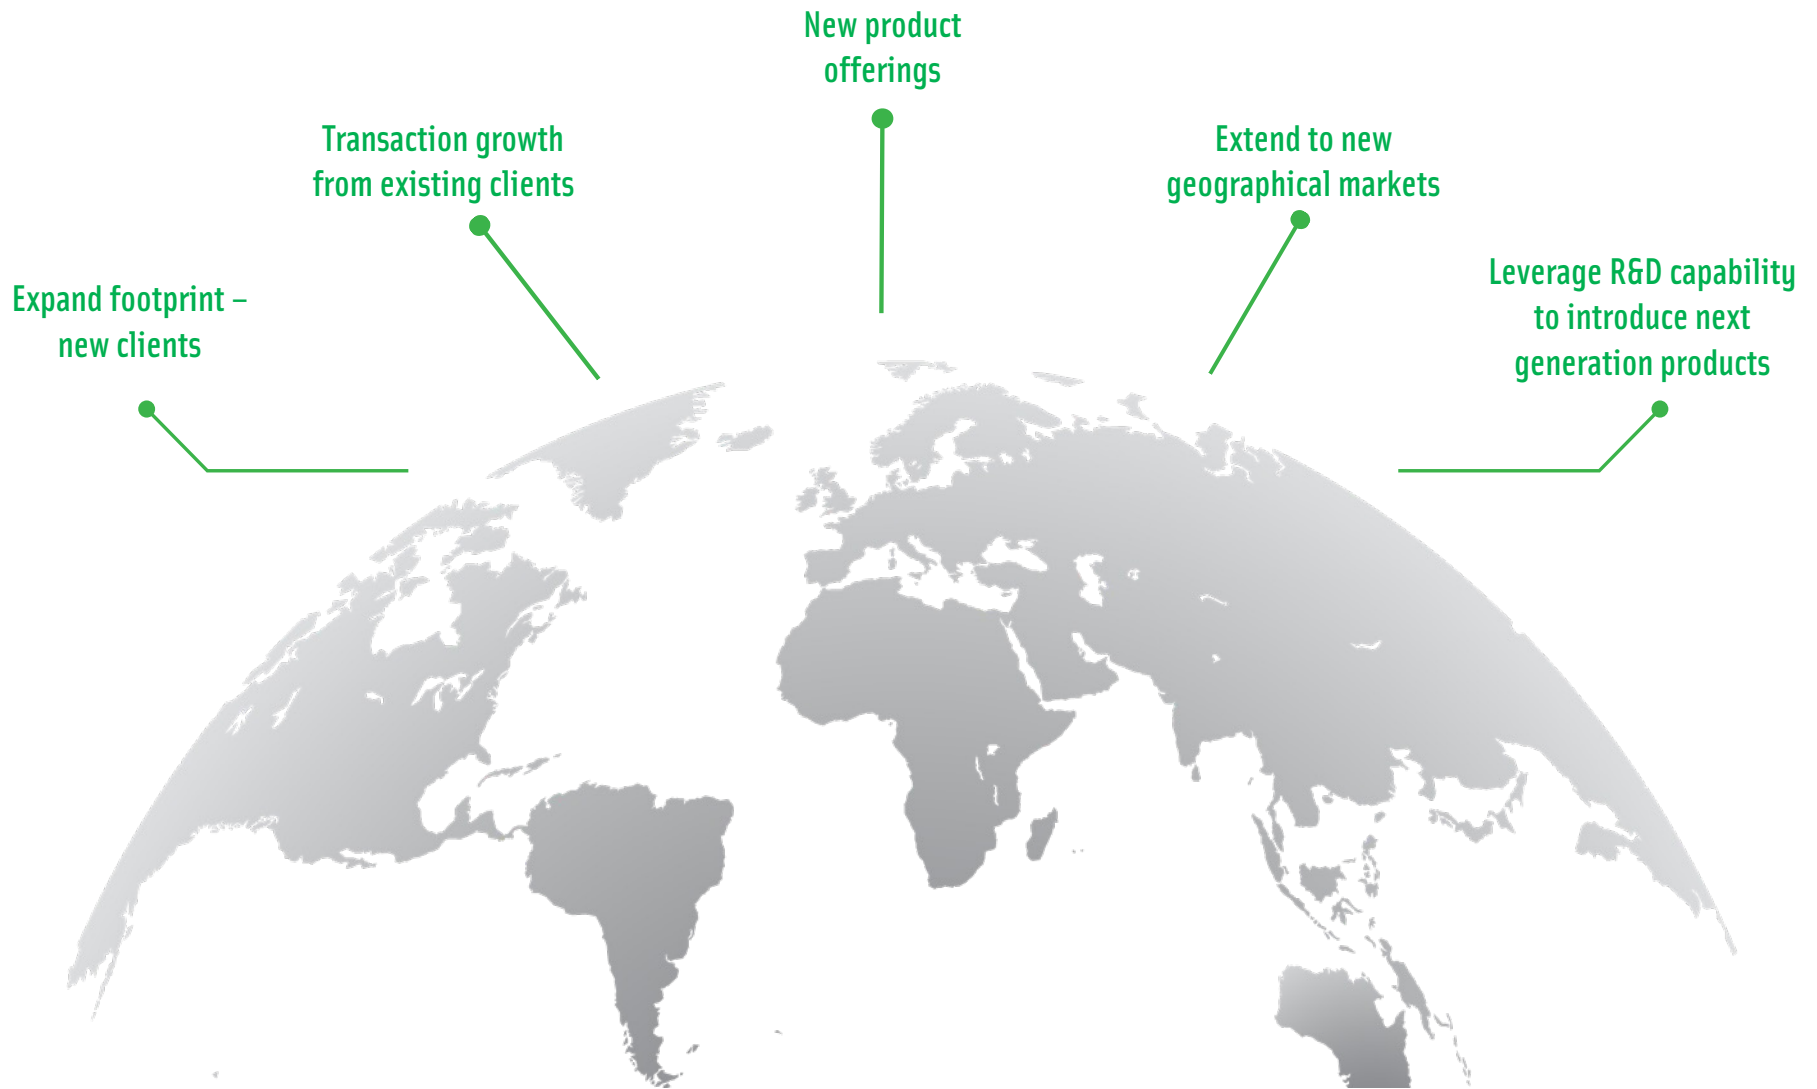 New product
offerings
Transaction growth
from existing clients
Extend to new
geographical markets
Expand footprint –
new clients
Leverage R&D capability
to introduce next
generation products